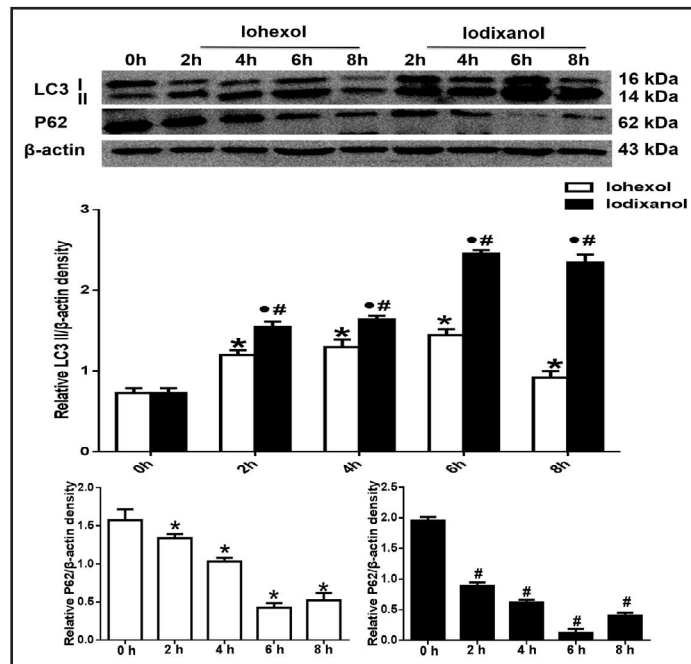 Iohexol Iodixanol
0h 2h 4h 6h 8h 2h 4h 6h 8h
LC3 I 16 kDa
II 14 kDa
P62 62 kDa
β-actin 43 kDa
Iohexol
Iodixanol
Relative LC3 II/β-actin density
3
2
1
0
●# ●# ●# ●#
* * * *
0h 2h 4h 6h 8h
Relative P62/β-actin density
2.0
1.5
1.0
0.5
0.0
* * * *
0 h 2 h 4 h 6 h 8 h
Relative P62/β-actin density
2.5
2.0
1.5
1.0
0.5
0.0
# # # #
0 h 2 h 4 h 6 h 8 h